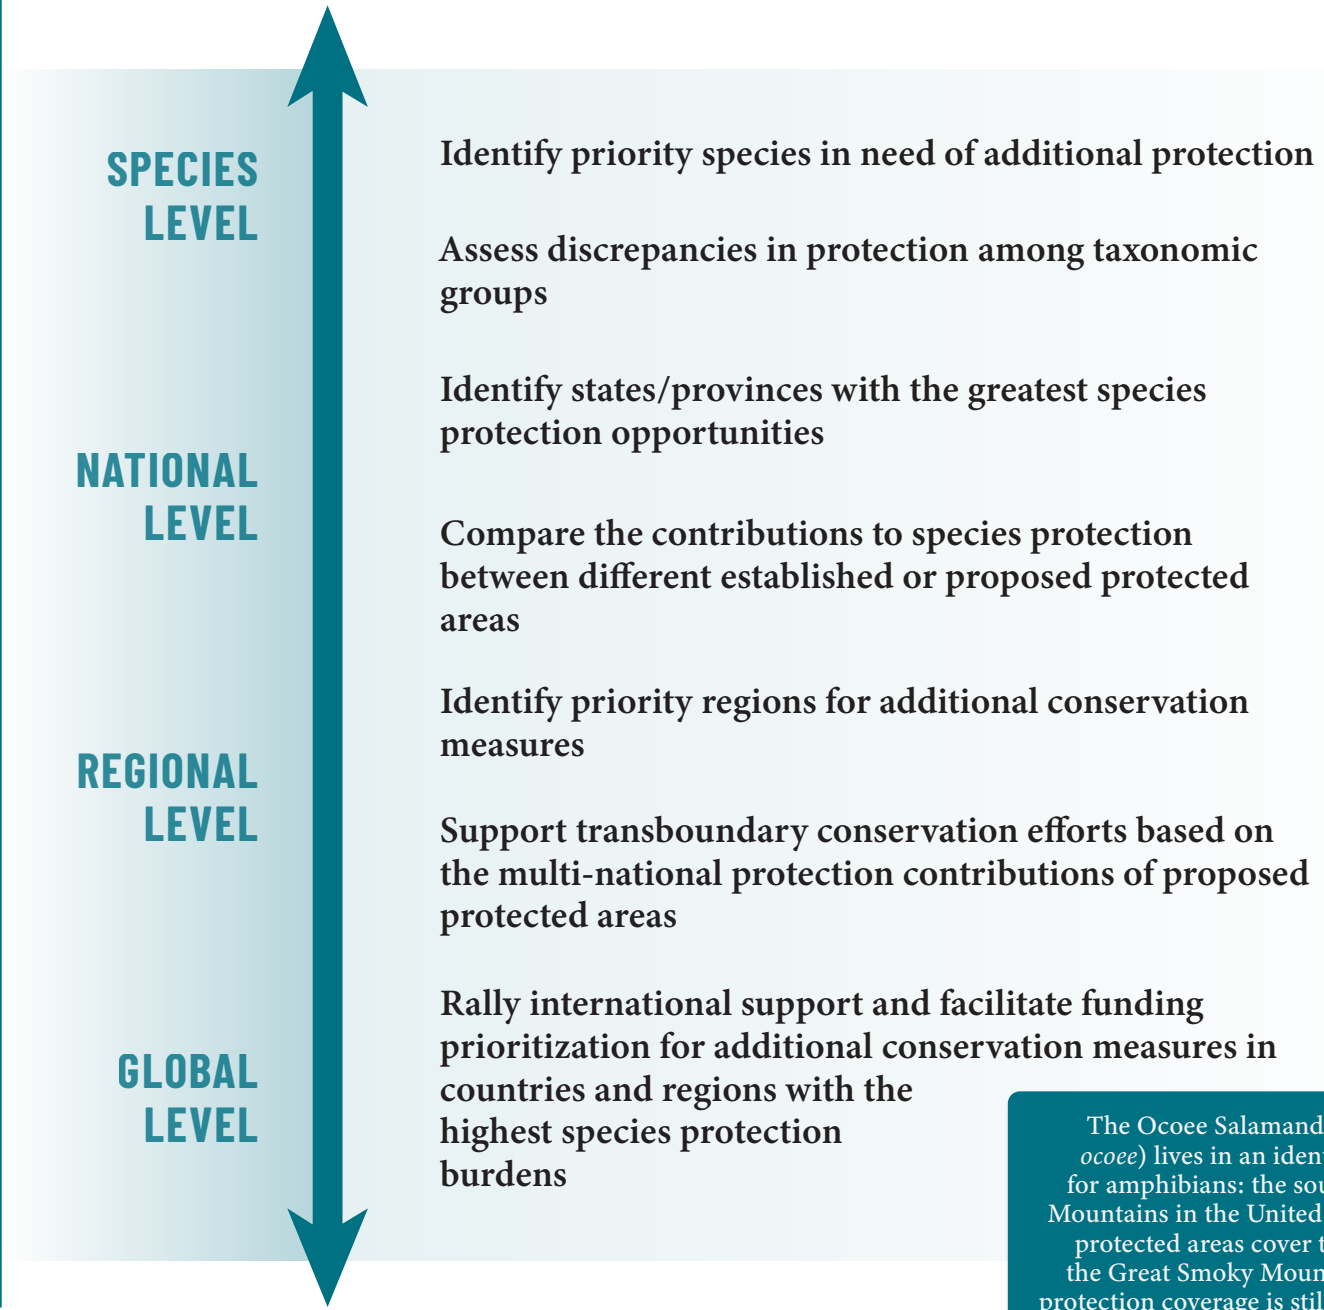 SPECIES
LEVEL
Identify priority species in need of additional protection
Assess discrepancies in protection among taxonomic
groups
NATIONAL
LEVEL
Identify states/provinces with the greatest species
protection opportunities
Compare the contributions to species protection
between different established or proposed protected
areas
REGIONAL
LEVEL
Identify priority regions for additional conservation
measures
Support transboundary conservation efforts based on
the multi-national protection contributions of proposed
protected areas
GLOBAL
LEVEL
Rally international support and facilitate funding
prioritization for additional conservation measures in
countries and regions with the
highest species protection
burdens
The Ocoee
ocoee) lives in an
for amphibians: the
Mountains in the United
protected areas cover
the Great Smoky
protection coverage is